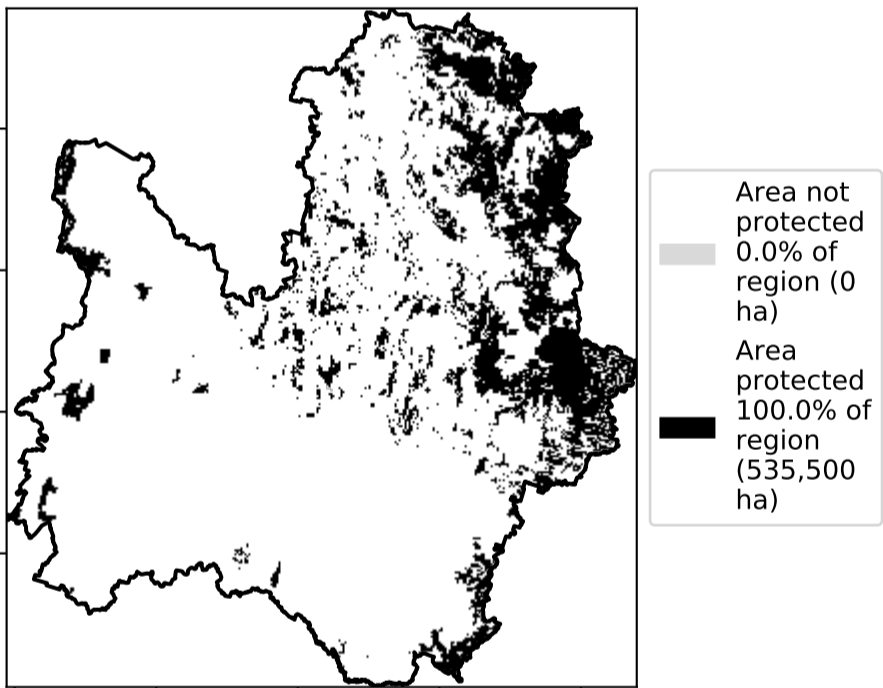 Area not
protected
0.0% of
region (0
ha)
Area
protected
100.0% of
region
(535,500
ha)